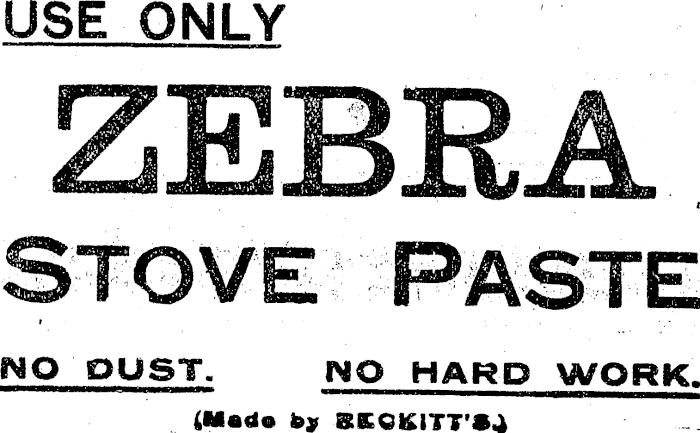 USE ONLY
ZEBRA
STOVE PASTE
NO DUST. NO HARD WORK.
(Made by RECKITT'S.)